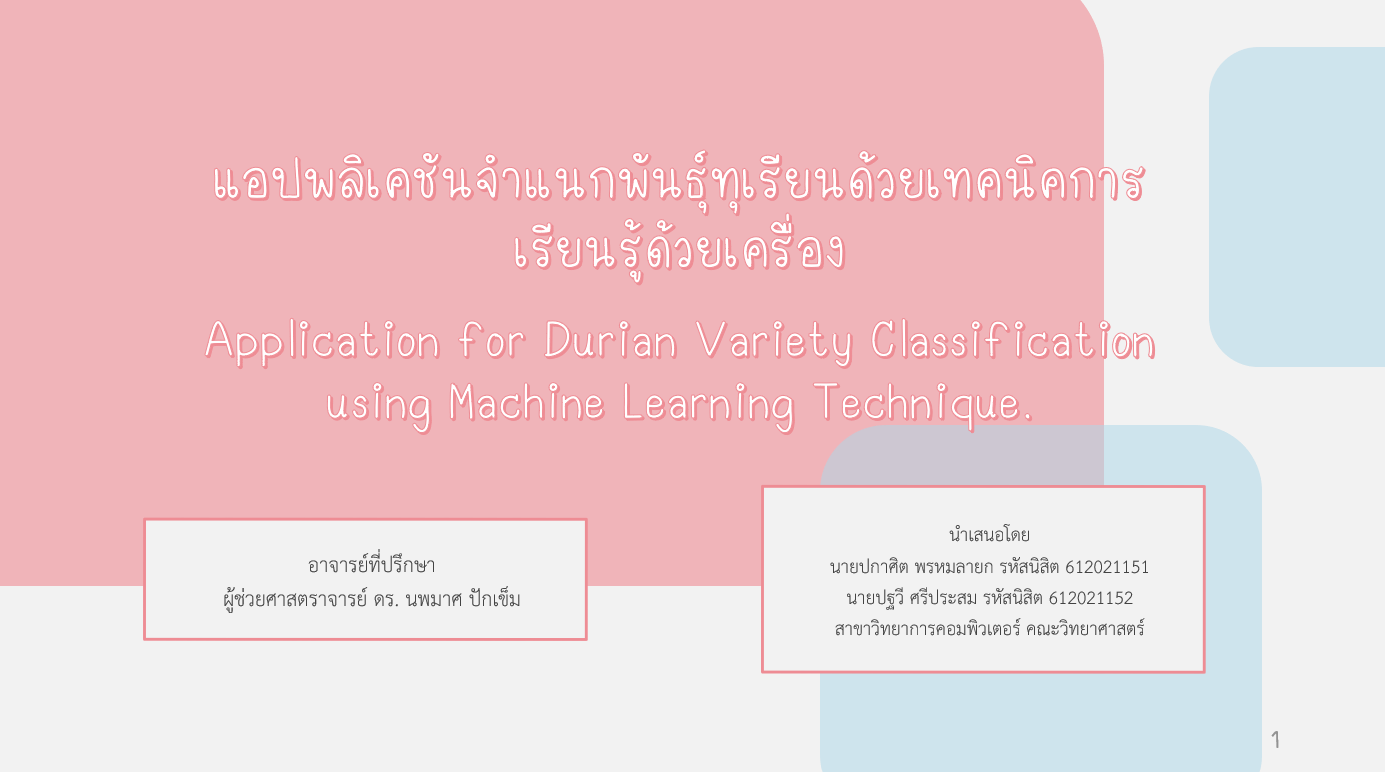 แอปพลิเคชันจำแนกพันธุ์ทุเรียนด้วยเทคนิคการ
เรียนรู้ด้วยเครื่อง
Application for Durian Variety Classification
using Machine Learning Technique.
อาจารย์ที่ปรึกษา
ผู้ช่วยศาสตราจารย์ ดร. นพมาศ ปักเข็ม
นำเสนอโดย
นายปกาศิต พรหมลายก รหัสนิสิต 612021151
นายปฐวี ศรีประสม รหัสนิสิต 612021152
สาขาวิทยาการคอมพิวเตอร์ คณะวิทยาศาสตร์
1